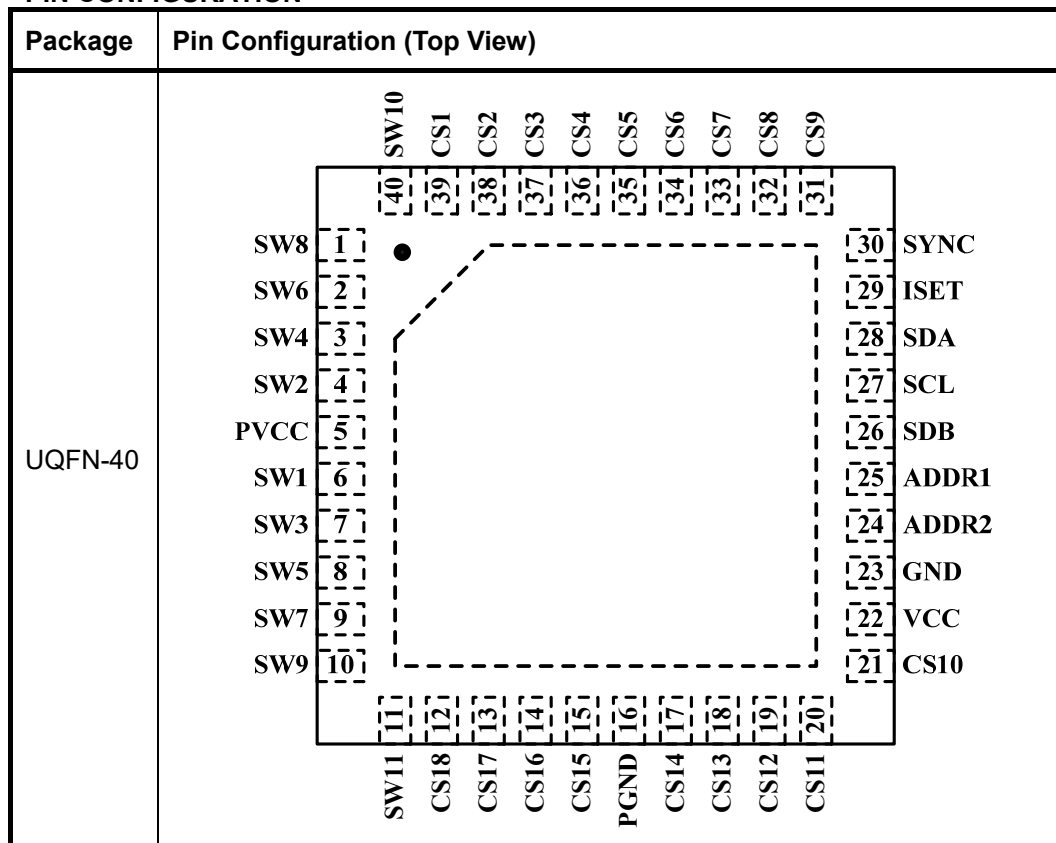 Package Pin Configuration (Top View)
UQFN-40
SW10 CS1 CS2 CS3 CS4 CS5 CS6 CS7 CS8 CS9
40 39 38 37 36 35 34 33 32 31
SW8 1 30 SYNC
SW6 2 29 ISET
SW4 3 28 SDA
SW2 4 27 SCL
PVCC 5 26 SDB
SW1 6 25 ADDR1
SW3 7 24 ADDR2
SW5 8 23 GND
SW7 9 22 VCC
SW9 10 21 CS10
11 12 13 14 15 16 17 18 19 20
SW11 CS18 CS17 CS16 CS15 PGND CS14 CS13 CS12 CS11